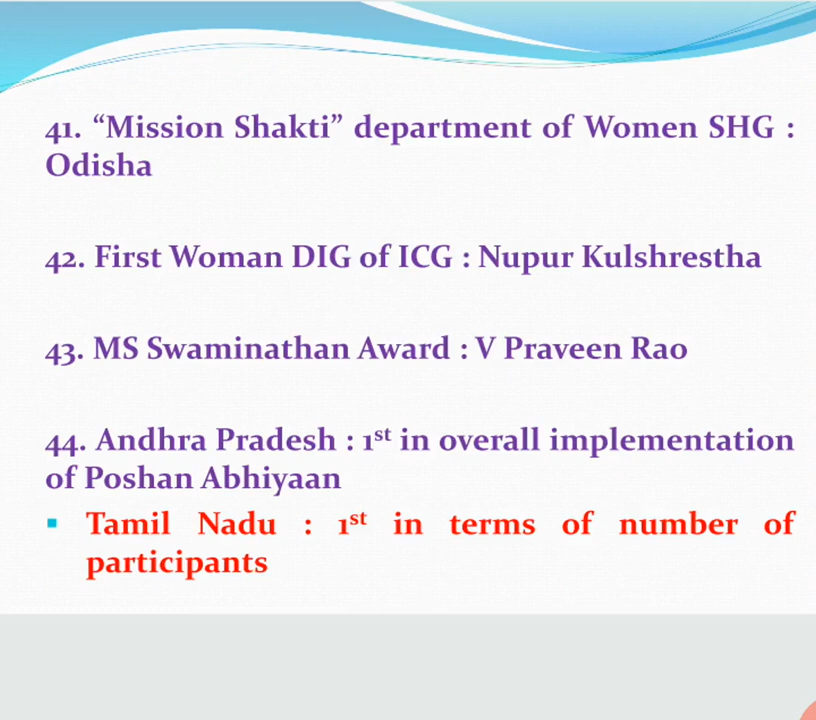 41. “Mission Shakti” department of Women SHG :
Odisha
42. First Woman DIG of ICG : Nupur Kulshrestha
43. MS Swaminathan Award : V Praveen Rao
44. Andhra Pradesh : 1st in overall implementation
of Poshan Abhiyaan
▪ Tamil Nadu : 1st in terms of number of
participants